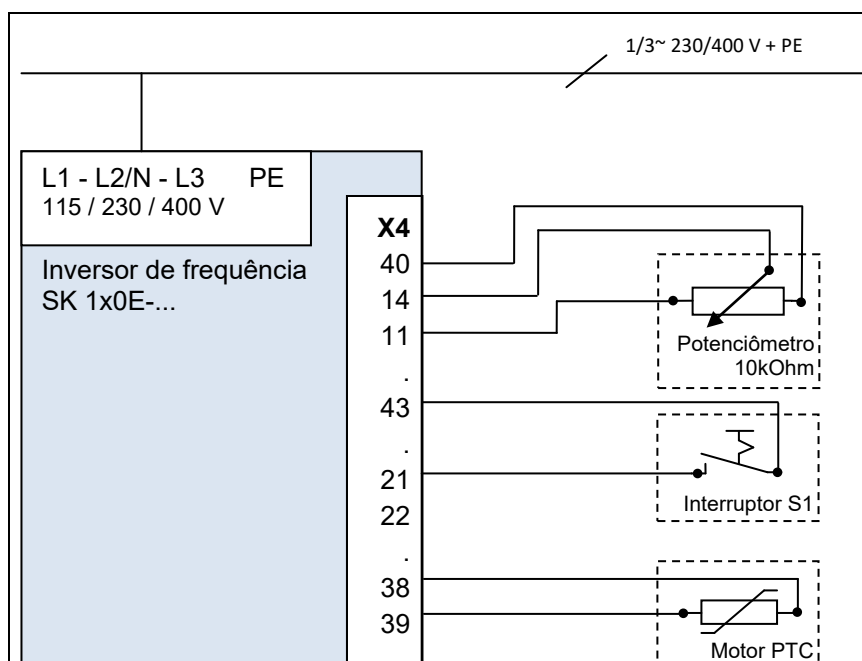 1/3~ 230/400 V + PE
L1 - L2/N - L3 PE
115 / 230 / 400 V
X4
Inversor de frequência
SK 1x0E-...
40
14
11
.
43
.
21
22
.
38
39
Potenciômetro
10kOhm
Interruptor S1
Motor PTC